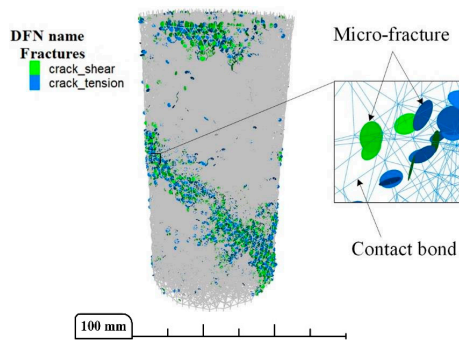 DFN name
Fractures
crack_shear
crack_tension
Micro-fracture
Contact bond
100 mm